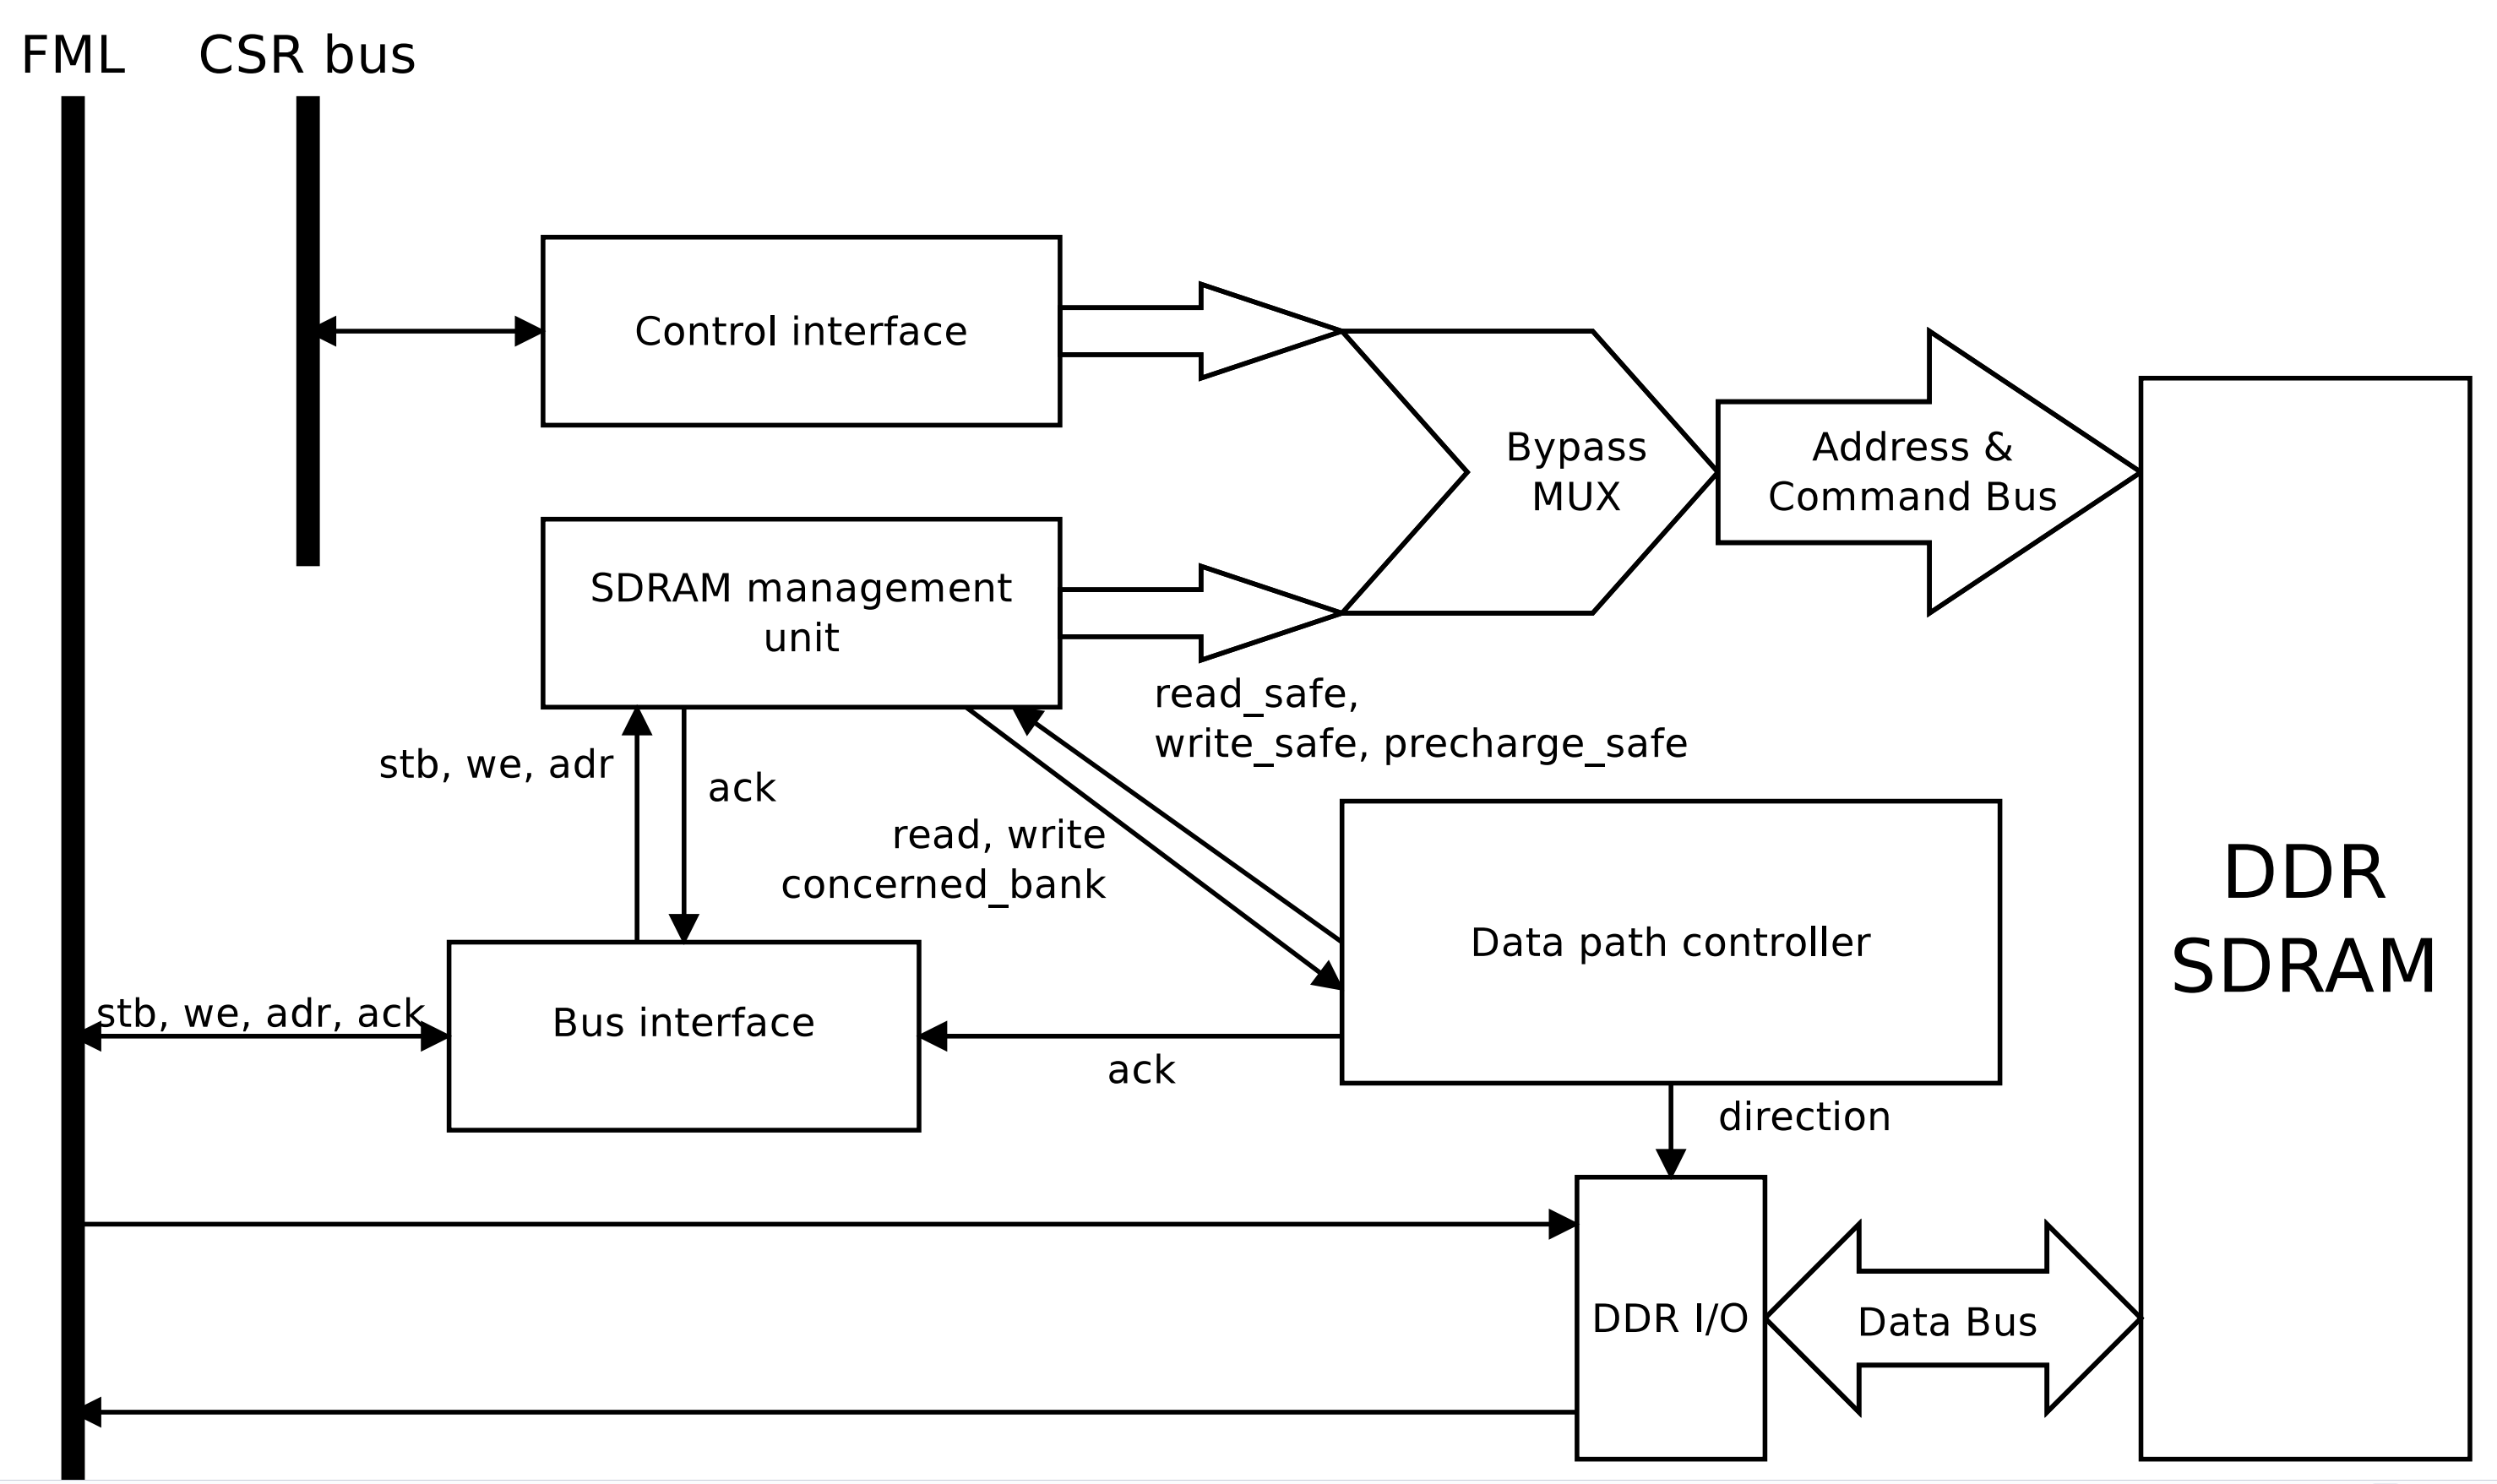 FML
CSR bus
Control interface
Bypass
MUX
Address &
Command Bus
SDRAM management
unit
read_safe,
write_safe, precharge_safe
stb, we, adr
ack
read, write
concerned_bank
Data path controller
DDR
SDRAM
stb, we, adr, ack
Bus interface
ack
direction
DDR I/O
Data Bus